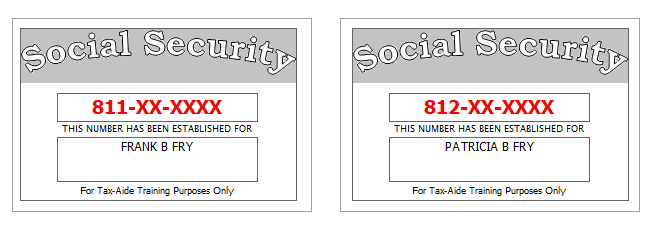 Social Security
811-XX-XXXX
THIS NUMBER HAS BEEN ESTABLISHED FOR
FRANK B FRY
For Tax-Aide Training Purposes Only
Social Security
812-XX-XXXX
THIS NUMBER HAS BEEN ESTABLISHED FOR
PATRICIA B FRY
For Tax-Aide Training Purposes Only